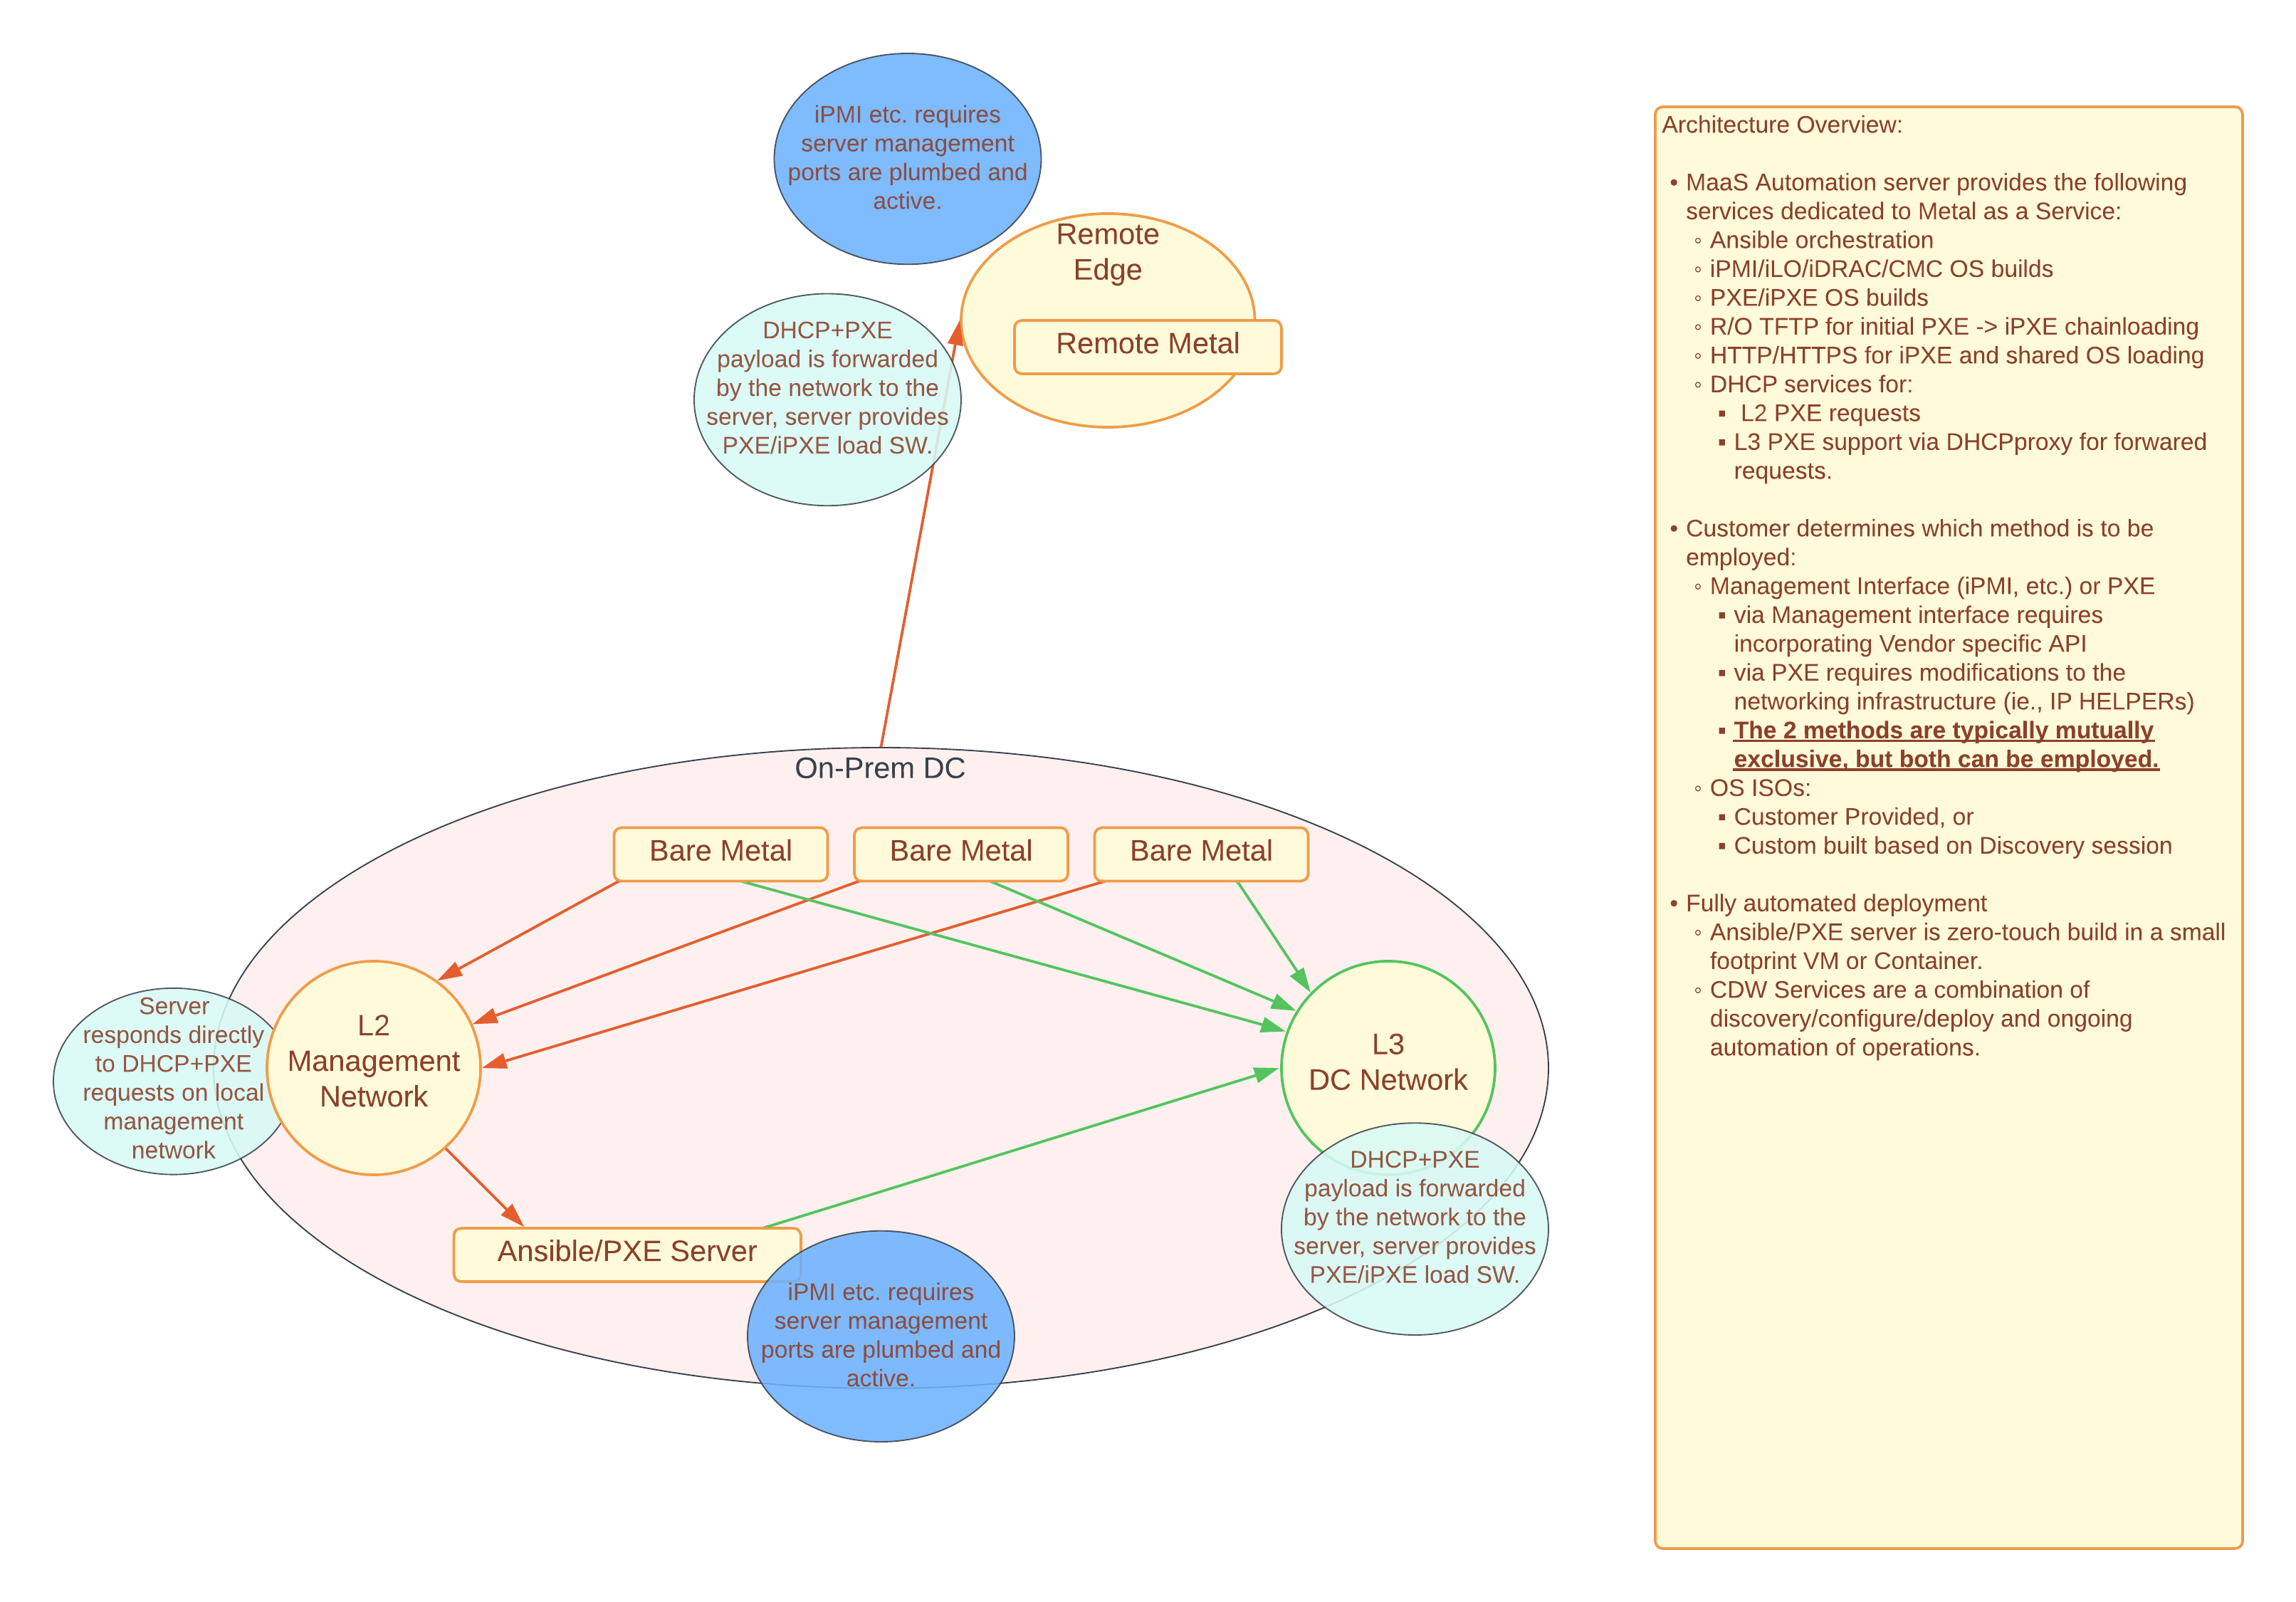 iPMI etc. requires
server management
ports are plumbed and
active.
Remote
Edge
Remote Metal
DHCP+PXE
payload is forwarded
by the network to the
server, server provides
PXE/iPXE load SW.
On-Prem DC
Bare Metal
Bare Metal
Bare Metal
Server
responds directly
to DHCP+PXE
requests on local
management
network
L2
Management
Network
L3
DC Network
DHCP+PXE
payload is forwarded
by the network to the
server, server provides
PXE/iPXE load SW.
Ansible/PXE Server
iPMI etc. requires
server management
ports are plumbed and
active.
Architecture Overview:
• MaaS Automation server provides the following
services dedicated to Metal as a Service:
◦ Ansible orchestration
◦ iPMI/iLO/iDRAC/CMC OS builds
◦ PXE/iPXE OS builds
◦ R/O TFTP for initial PXE -> iPXE chainloading
◦ HTTP/HTTPS for iPXE and shared OS loading
◦ DHCP services for:
▪ L2 PXE requests
▪ L3 PXE support via DHCPproxy for forwared
requests.
• Customer determines which method is to be
employed:
◦ Management Interface (iPMI, etc.) or PXE
▪ via Management interface requires
incorporating Vendor specific API
▪ via PXE requires modifications to the
networking infrastructure (ie., IP HELPERs)
▪ The 2 methods are typically mutually
exclusive, but both can be employed.
◦ OS ISOs:
▪ Customer Provided, or
▪ Custom built based on Discovery session
• Fully automated deployment
◦ Ansible/PXE server is zero-touch build in a small
footprint VM or Container.
◦ CDW Services are a combination of
discovery/configure/deploy and ongoing
automation of operations.